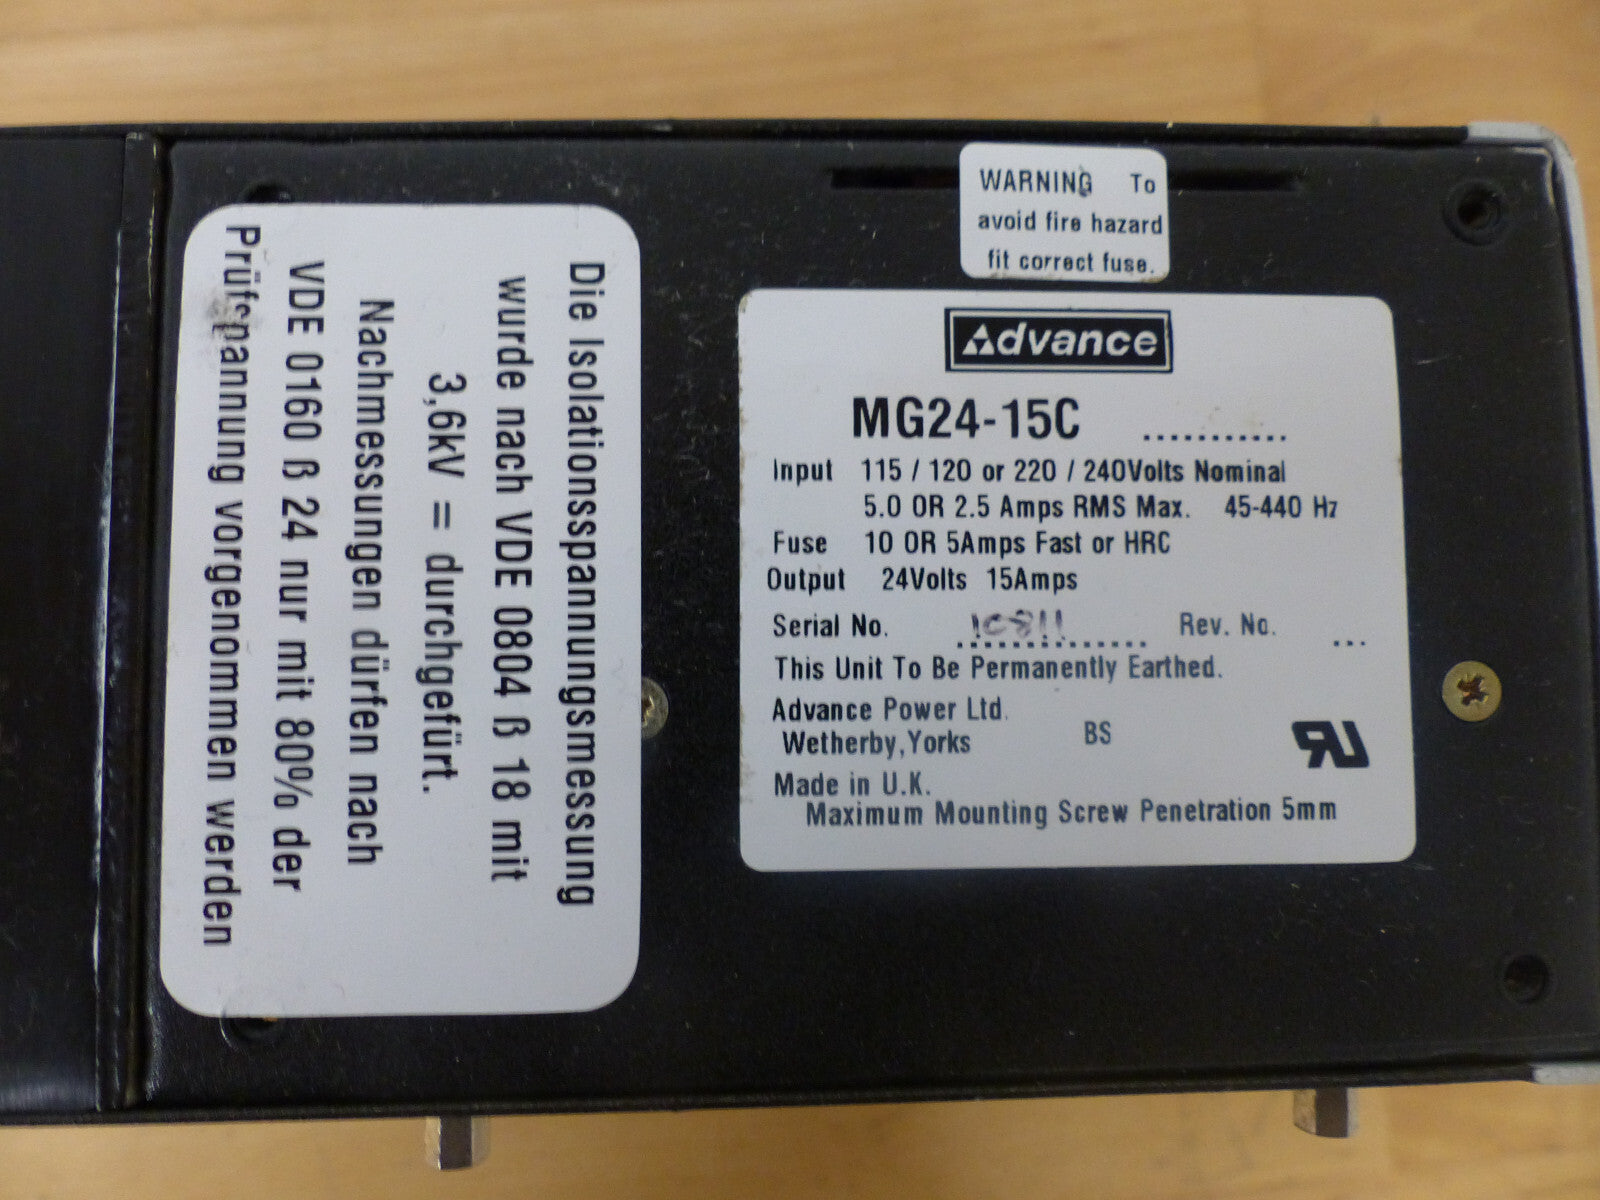 WARNING To
avoid fire hazard
fit correct fuse.
Advance
MG24-15C ...........
Input 115 / 120 or 220 / 240Volts Nominal
5.0 OR 2.5 Amps RMS Max. 45-440 Hz
Fuse 10 OR 5Amps Fast or HRC
Output 24Volts 15Amps
Serial No. 10811 Rev. No. ...
This Unit To Be Permanently Earthed.
Advance Power Ltd.
Wetherby,Yorks BS
Made in U.K.
Maximum Mounting Screw Penetration 5mm
RU
Die Isolationsspannungsmessung
wurde nach VDE 0804 ß 18 mit
3,6kV = durchgefürt.
Nachmessungen dürfen nach
VDE 0160 ß 24 nur mit 80% der
Prüfspannung vorgenommen werden